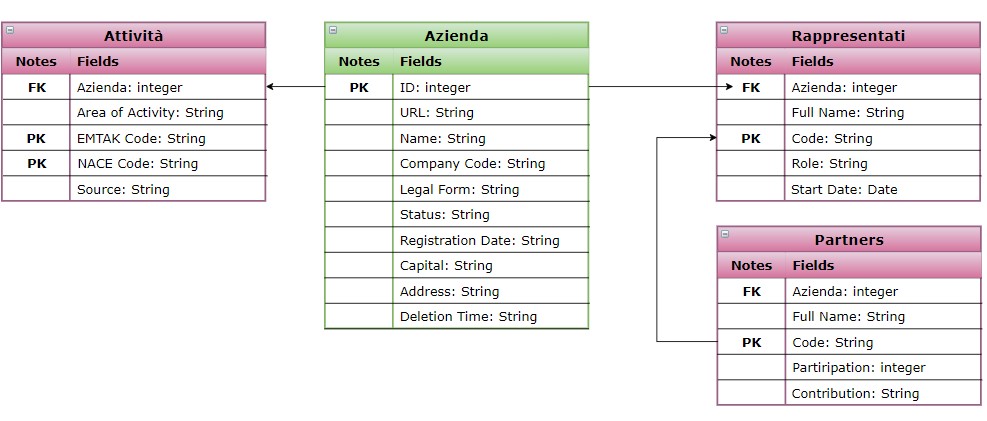 Attività
Notes Fields
FK Azienda: integer
Area of Activity: String
PK EMTAK Code: String
PK NACE Code: String
Source: String
Azienda
Notes Fields
PK ID: integer
URL: String
Name: String
Company Code: String
Legal Form: String
Status: String
Registration Date: String
Capital: String
Address: String
Deletion Time: String
Rappresentati
Notes Fields
FK Azienda: integer
Full Name: String
PK Code: String
Role: String
Start Date: Date
Partners
Notes Fields
FK Azienda: integer
Full Name: String
PK Code: String
Partiripation: integer
Contribution: String